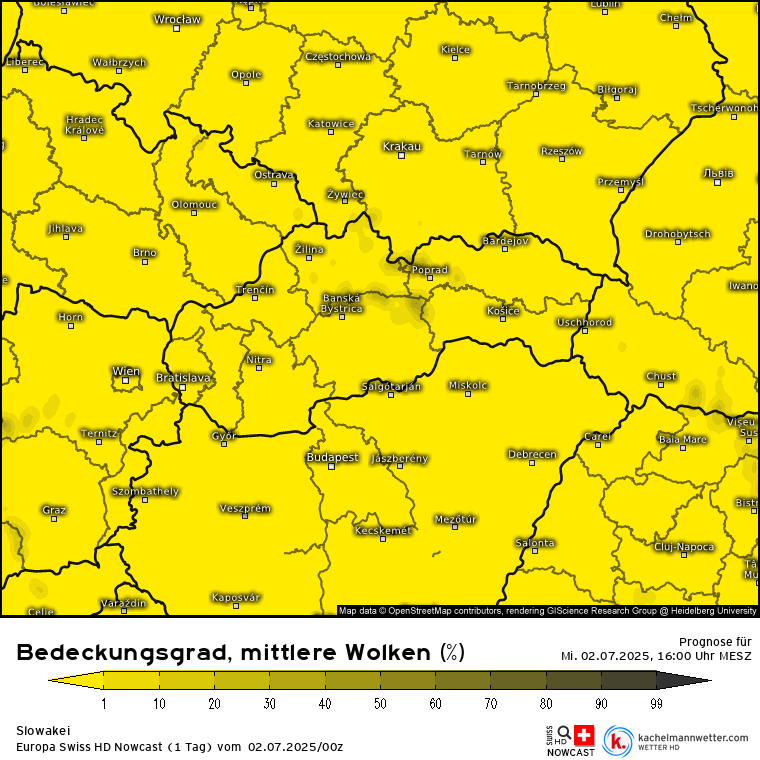 Bolesławiec
Wrocław
Kępno
Lublin
Chełm
Liberec
Wałbrzych
Opole
Częstochowa
Kielce
Tarnobrzeg
Biłgoraj
Tscherwonoh
Hradec
Králové
Katowice
Krakau
Tarnów
Rzeszów
Przemyśl
Львів
Ostrava
Żywiec
Olomouc
Jihlava
Brno
Žilina
Bardejov
Drohobytsch
Poprad
Trenčín
Banská
Bystrica
Iwano
Horn
Košice
Uschhorod
Wien
Bratislava
Nitra
Salgótarján
Miskolc
Chust
Ternitz
Győr
Budapest
Jászberény
Debrecen
Carei
Baia Mare
Vișeu
Sus
Szombathely
Veszprém
Graz
Kecskemét
Mezőtúr
Salonta
Bistr
Cluj-Napoca
Tâ
Mu
Celje
Varaždin
Kaposvár
Map data © OpenStreetMap contributors, rendering GIScience Research Group @ Heidelberg University
Bedeckungsgrad, mittlere Wolken (%)
Prognose für
Mi. 02.07.2025, 16:00 Uhr MESZ
1 10 20 30 40 50 60 70 80 90 99
Slowakei
Europa Swiss HD Nowcast (1 Tag) vom 02.07.2025/00z
SWISS
HD
NOWCAST
k.
kachelmannwetter.com
WETTER HD